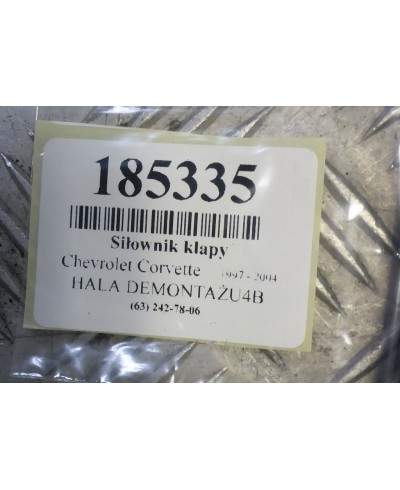 185335
Siłownik klapy
Chevrolet Corvette 1997 - 2004
HALA DEMONTAŻU4B
(63) 242-78-06